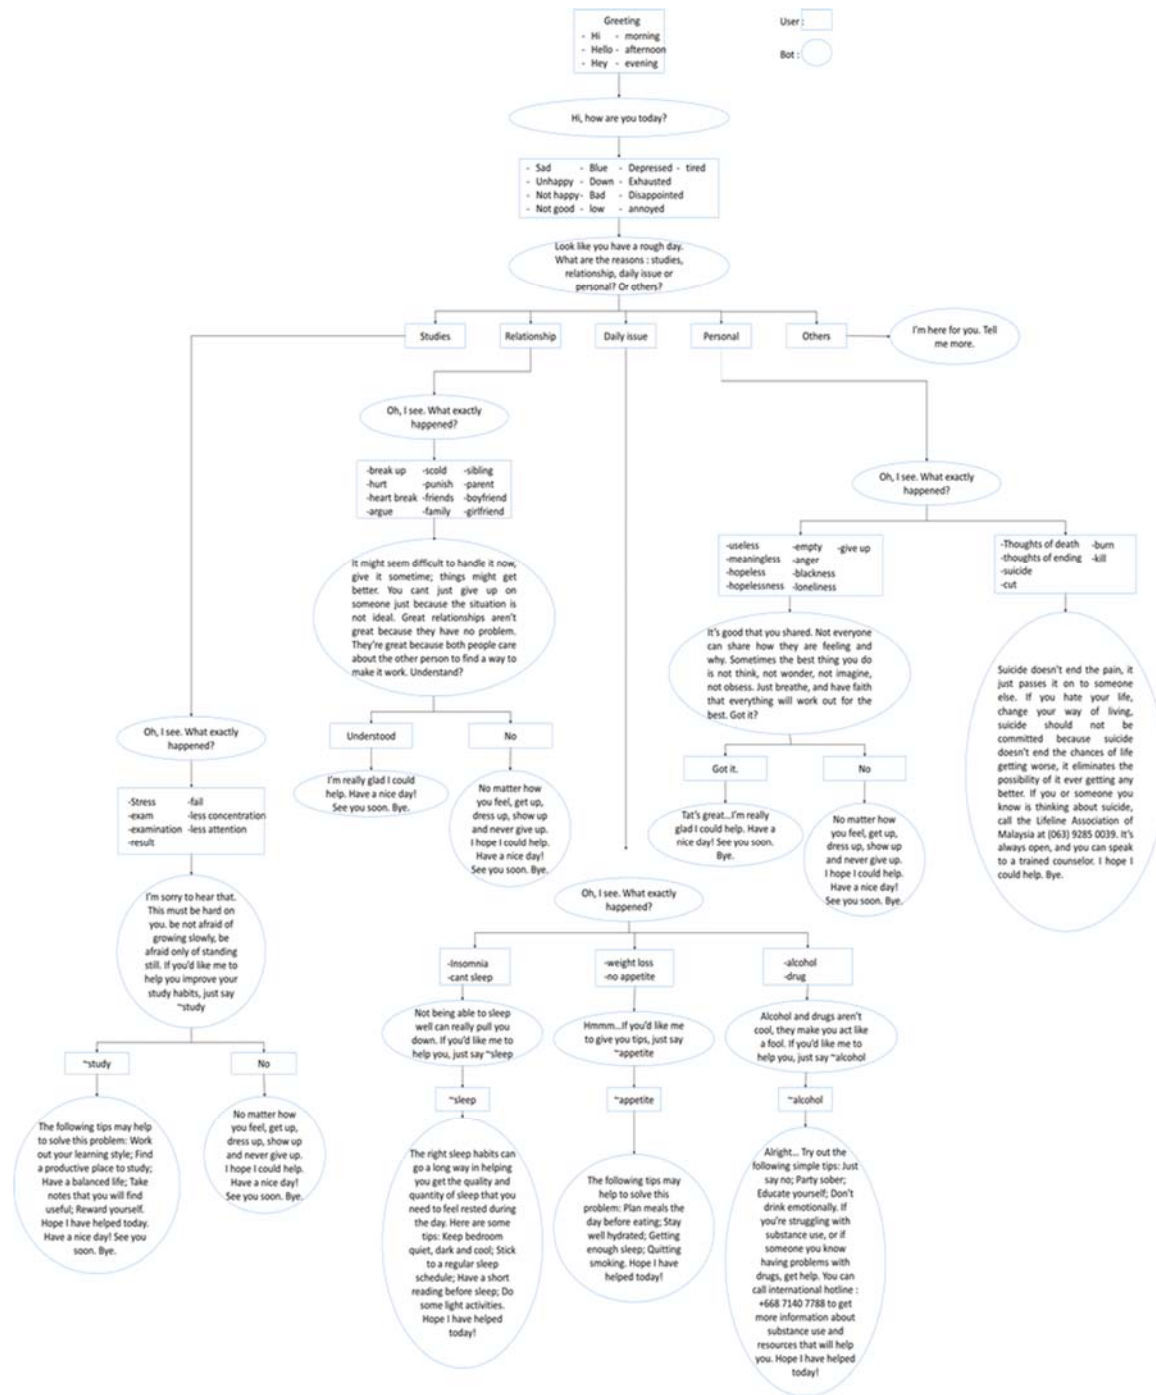 Greeting
- Hi - morning
- Hello - afternoon
- Hey - evening
User :
Bot :
Hi, how are you today?
- Sad - Blue - Depressed - tired
- Unhappy - Down - Exhausted
- Not happy - Bad - Disappointed
- Not good - low - annoyed
Look like you have a rough day.
What are the reasons : studies,
relationship, daily issue or
personal? Or others?
Studies
Relationship
Daily issue
Personal
Others
I'm here for you. Tell
me more.
Oh, I see. What exactly
happened?
-break up -scold -sibling
-hurt -punish -parent
-heart break -friends -boyfriend
-argue -family -girlfriend
It might seem difficult to handle it now,
give it sometime; things might get
better. You cant just give up on
someone just because the situation is
not ideal. Great relationships aren't
great because they have no problem.
They're great because both people care
about the other person to find a way to
make it work. Understand?
Understood
No
I'm really glad I could
help. Have a nice day!
See you soon. Bye.
No matter how
you feel, get up,
dress up, show up
and never give up.
I hope I could help.
Have a nice day!
See you soon. Bye.
Oh, I see. What exactly
happened?
-useless -empty -give up
-meaningless -anger
-hopeless -blackness
-hopelessness -loneliness
-Thoughts of death -burn
-thoughts of ending -kill
-suicide
-cut
It's good that you shared. Not everyone
can share how they are feeling and
why. Sometimes the best thing you do
is not think, not wonder, not imagine,
not obsess. Just breathe, and have faith
that everything will work out for the
best. Got it?
Got it.
No
Tat's great...I'm really
glad I could help. Have a
nice day! See you soon.
Bye.
No matter how
you feel, get up,
dress up, show up
and never give up.
I hope I could help.
Have a nice day!
See you soon. Bye.
Suicide doesn't end the pain, it
just passes it on to someone
else. If you hate your life,
change your way of living,
suicide should not be
committed because suicide
doesn't end the chances of life
getting worse, it eliminates the
possibility of it ever getting any
better. If you or someone you
know is thinking about suicide,
call the Lifeline Association of
Malaysia at (063) 9285 0039. It's
always open, and you can speak
to a trained counselor. I hope I
could help. Bye.
Oh, I see. What exactly
happened?
-Stress -fail
-exam -less concentration
-examination -less attention
-result
I'm sorry to hear that.
This must be hard on
you. be not afraid of
growing slowly, be
afraid only of standing
still. If you'd like me to
help you improve your
study habits, just say
~study
~study
No
The following tips may help
to solve this problem: Work
out your learning style; Find
a productive place to study;
Have a balanced life; Take
notes that you will find
useful; Reward yourself.
Hope I have helped today.
Have a nice day! See you
soon. Bye.
No matter how
you feel, get up,
dress up, show up
and never give up.
I hope I could help.
Have a nice day!
See you soon. Bye.
Oh, I see. What exactly
happened?
-Insomnia
-cant sleep
-weight loss
-no appetite
-alcohol
-drug
Not being able to sleep
well can really pull you
down. If you'd like me to
help you, just say ~sleep
Hmmm...If you'd like me
to give you tips, just say
~appetite
Alcohol and drugs aren't
cool, they make you act like
a fool. If you'd like me to
help you, just say ~alcohol
~sleep
~appetite
~alcohol
The right sleep habits can
go a long way in helping
you get the quality and
quantity of sleep that you
need to feel rested during
the day. Here are some
tips: Keep bedroom
quiet, dark and cool; Stick
to a regular sleep
schedule; Have a short
reading before sleep; Do
some light activities.
Hope I have helped
today!
The following tips may
help to solve this
problem: Plan meals the
day before eating; Stay
well hydrated; Getting
enough sleep; Quitting
smoking. Hope I have
helped today!
Alright... Try out the
following simple tips: Just
say no; Party sober;
Educate yourself; Don't
drink emotionally. If
you're struggling with
substance use, or if
someone you know
having problems with
drugs, get help. You can
call international hotline :
+668 7140 7788 to get
more information about
substance use and
resources that will help
you. Hope I have helped
today!